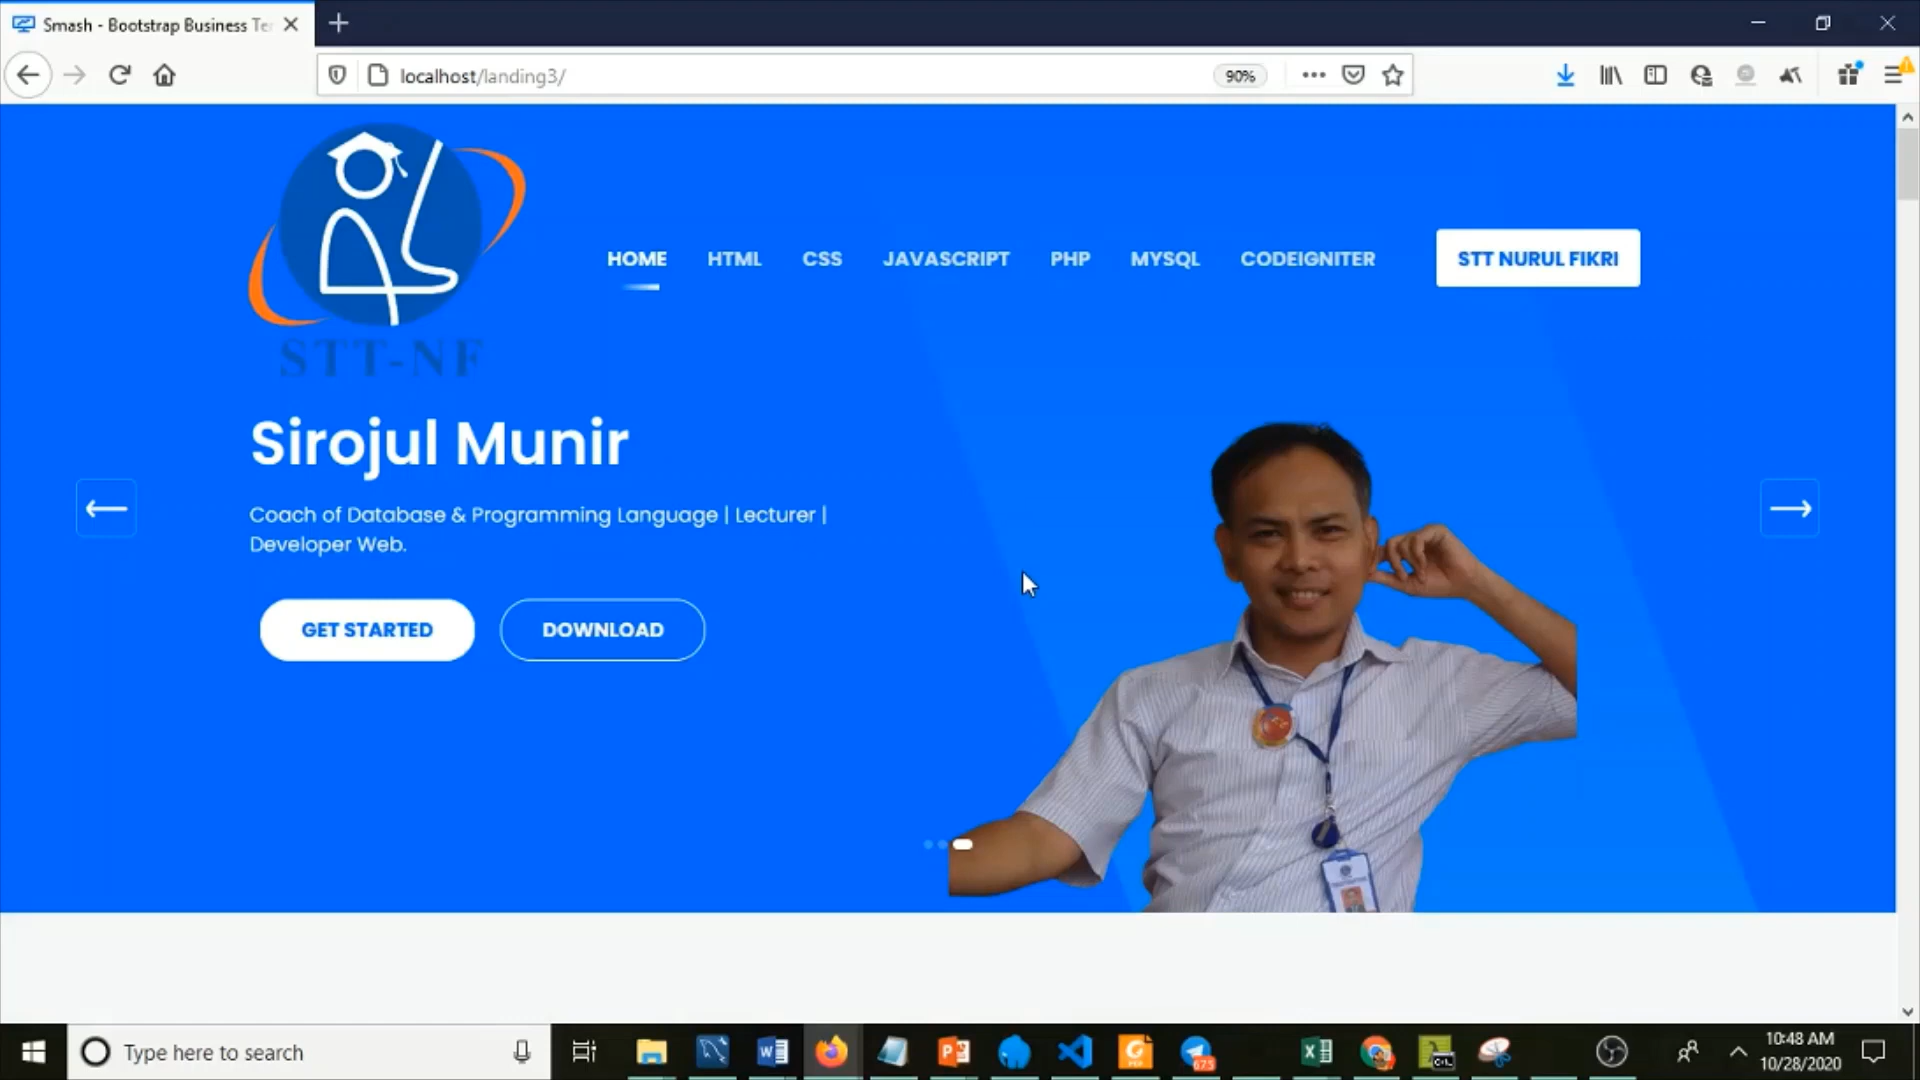 Smash - Bootstrap Business Te
localhost/landing3/
90%
STT-NF
HOME
HTML
CSS
JAVASCRIPT
PHP
MYSQL
CODEIGNITER
STT NURUL FIKRI
Sirojul Munir
Coach of Database & Programming Language | Lecturer |
Developer Web.
GET STARTED
DOWNLOAD
Type here to search
675
10:48 AM
10/28/2020